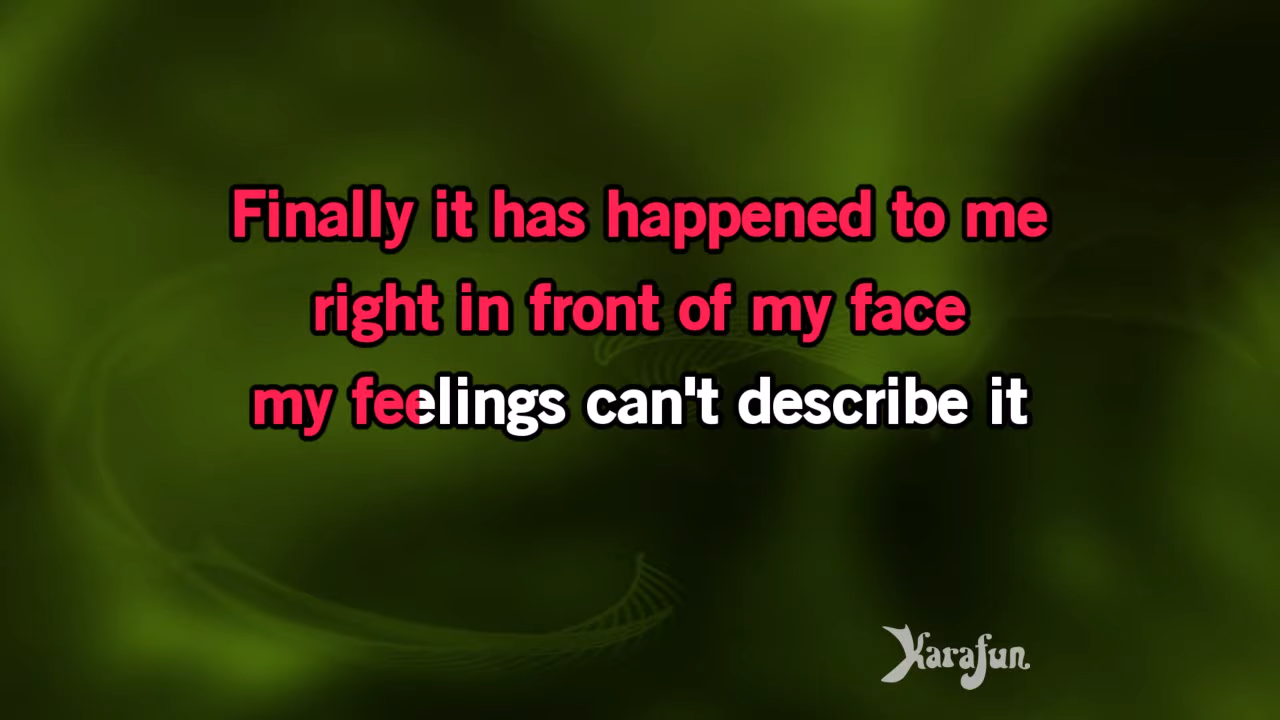 Finally it has happened to me
right in front of my face
my feelings can't describe it
Karafun